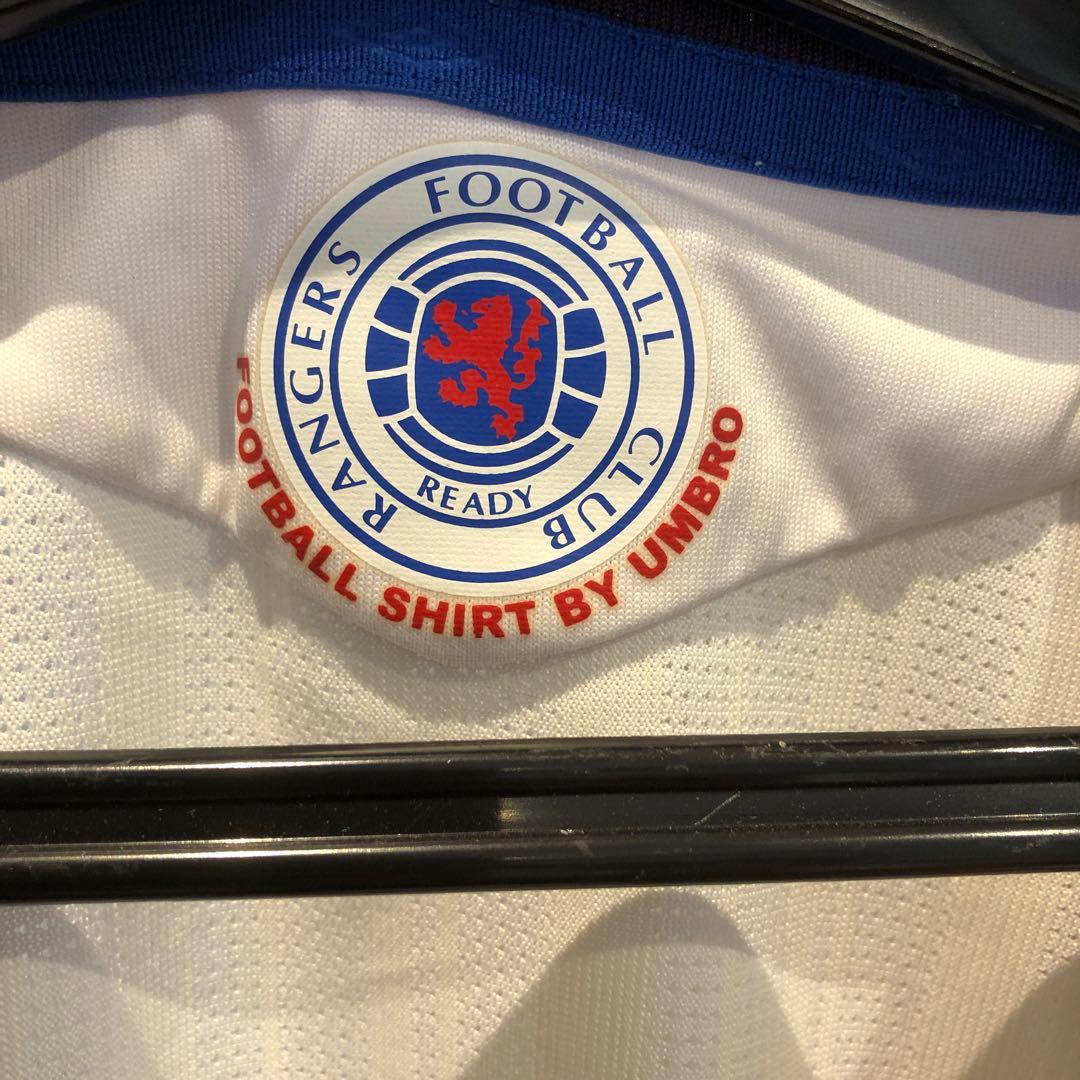 RANGERS FOOTBALL CLUB
READY
FOOTBALL SHIRT BY UMBRO